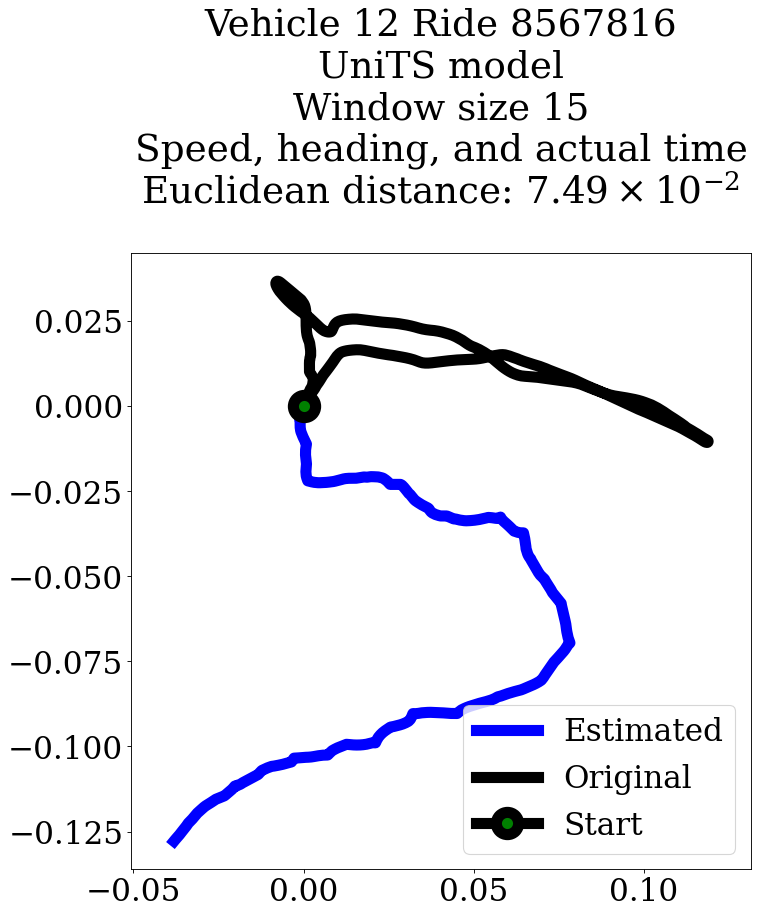 Vehicle 12 Ride 8567816
UniTS model
Window size 15
Speed, heading, and actual time
Euclidean distance: 7.49 × 10⁻²
0.025
0.000
−0.025
−0.050
−0.075
−0.100
−0.125
Estimated
Original
Start
−0.05 0.00 0.05 0.10